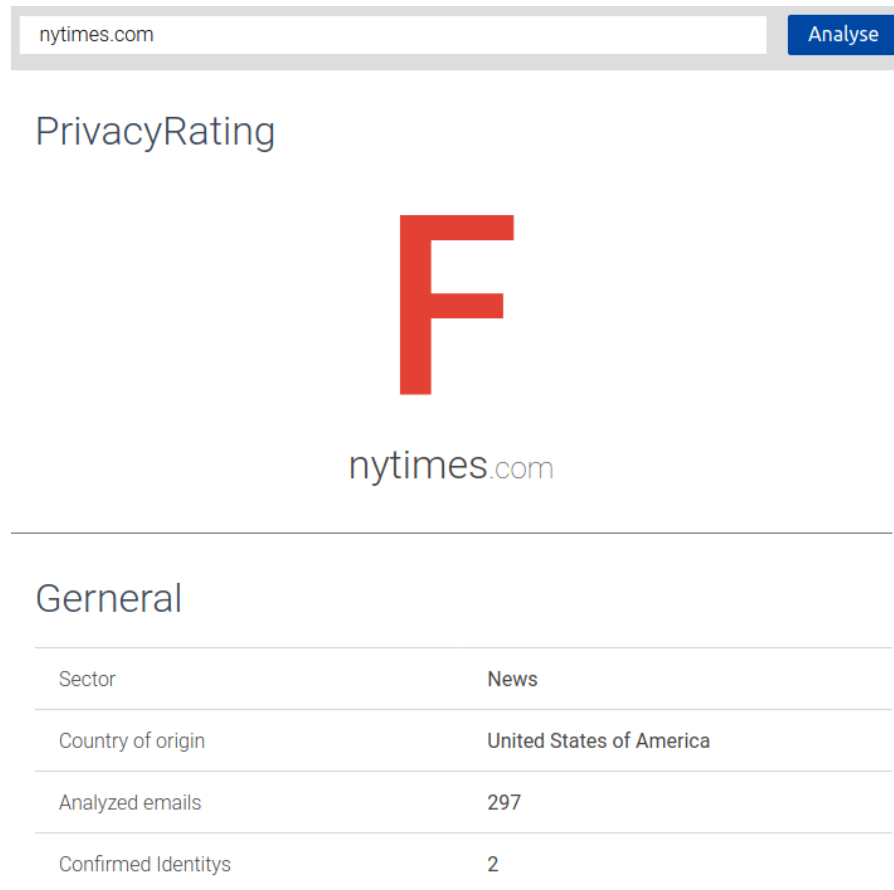 nytimes.com Analyse
PrivacyRating
F
nytimes.com
Gerneral
Sector News
Country of origin United States of America
Analyzed emails 297
Confirmed Identitys 2